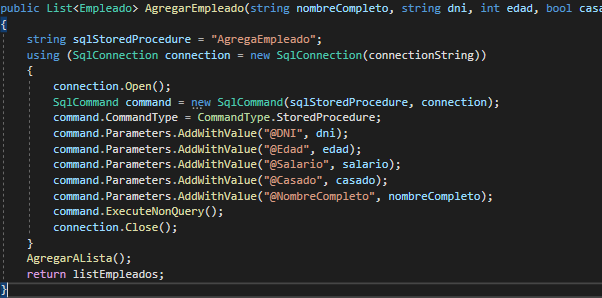 public List<Empleado> AgregarEmpleado(string nombreCompleto, string dni, int edad, bool casa
{
string sqlStoredProcedure = "AgregaEmpleado";
using (SqlConnection connection = new SqlConnection(connectionString))
{
connection.Open();
SqlCommand command = new SqlCommand(sqlStoredProcedure, connection);
command.CommandType = CommandType.StoredProcedure;
command.Parameters.AddWithValue("@DNI", dni);
command.Parameters.AddWithValue("@Edad", edad);
command.Parameters.AddWithValue("@Salario", salario);
command.Parameters.AddWithValue("@Casado", casado);
command.Parameters.AddWithValue("@NombreCompleto", nombreCompleto);
command.ExecuteNonQuery();
connection.Close();
}
AgregarALista();
return listEmpleados;
}